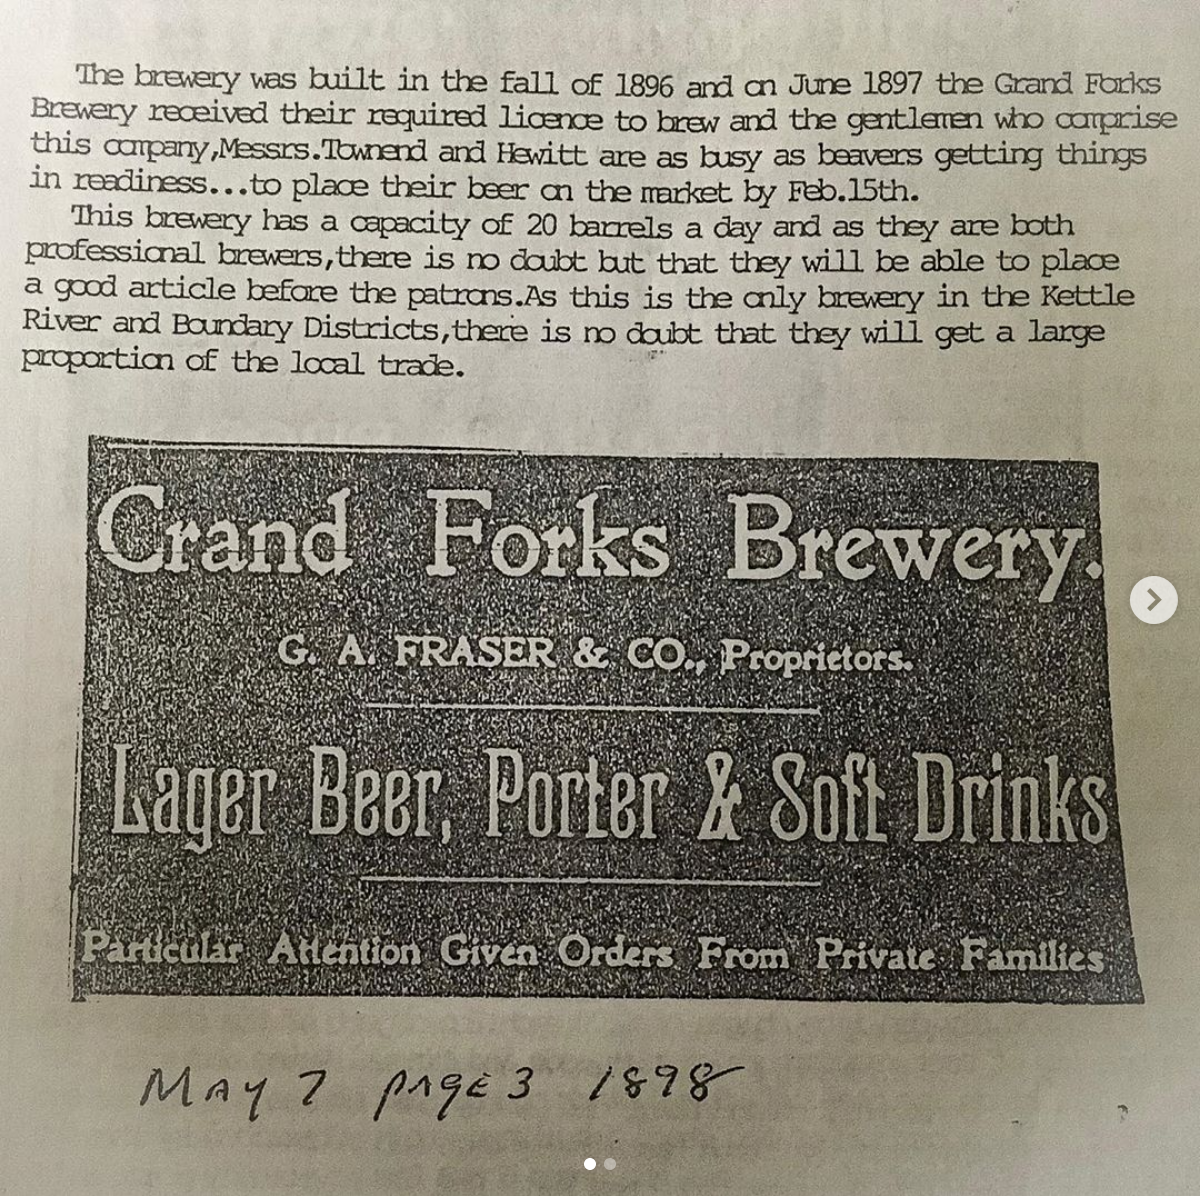 The brewery was built in the fall of 1896 and on June 1897 the Grand Forks
Brewery received their required licence to brew and the gentlemen who comprise
this company,Messrs.Townend and Hewitt are as busy as beavers getting things
in readiness...to place their beer on the market by Feb.15th.
This brewery has a capacity of 20 barrels a day and as they are both
professional brewers,there is no doubt but that they will be able to place
a good article before the patrons.As this is the only brewery in the Kettle
River and Boundary Districts,there is no doubt that they will get a large
proportion of the local trade.
Grand Forks Brewery.
G. A. FRASER & CO., Proprietors.
Lager Beer, Porter & Soft Drinks
Particular Attention Given Orders From Private Families
MAY 7 PAGE 3 1898